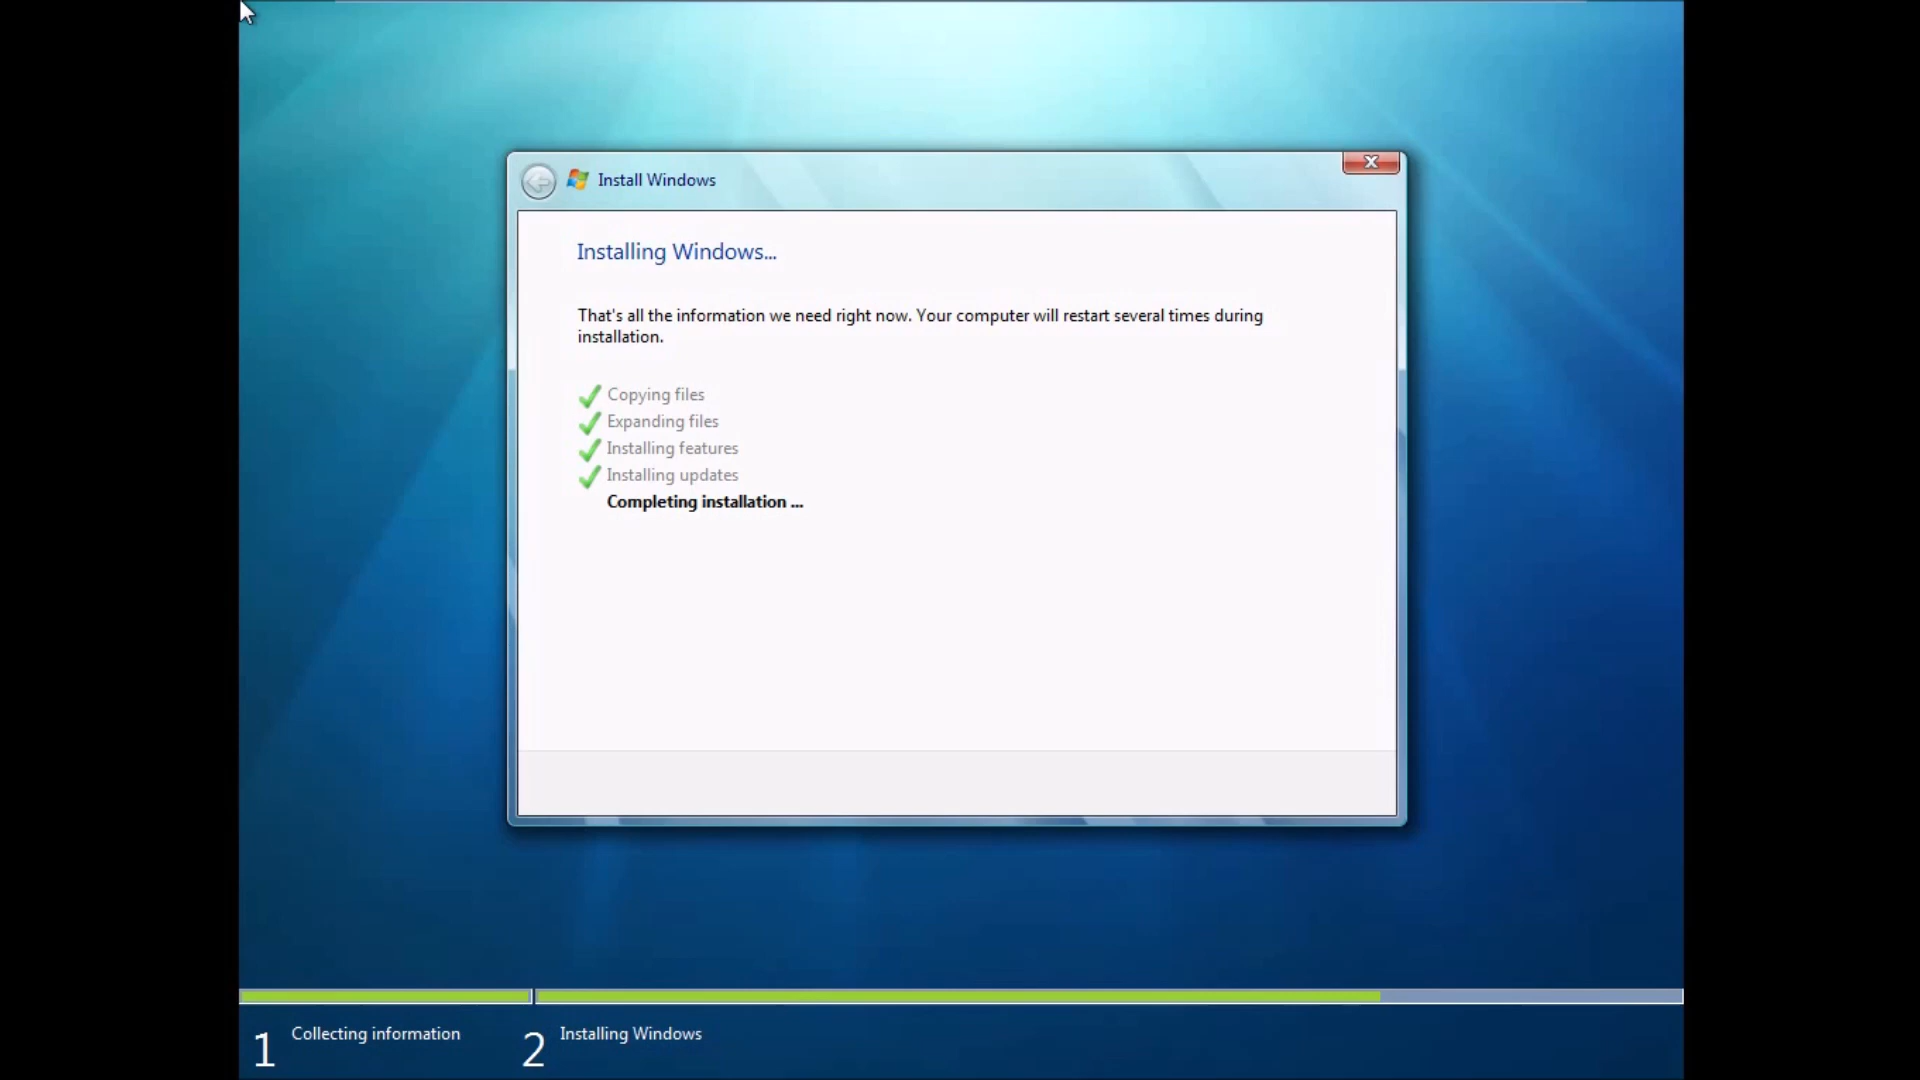 Install Windows
Installing Windows...
That's all the information we need right now. Your computer will restart several times during
installation.
Copying files
Expanding files
Installing features
Installing updates
Completing installation ...
1 Collecting information
2 Installing Windows